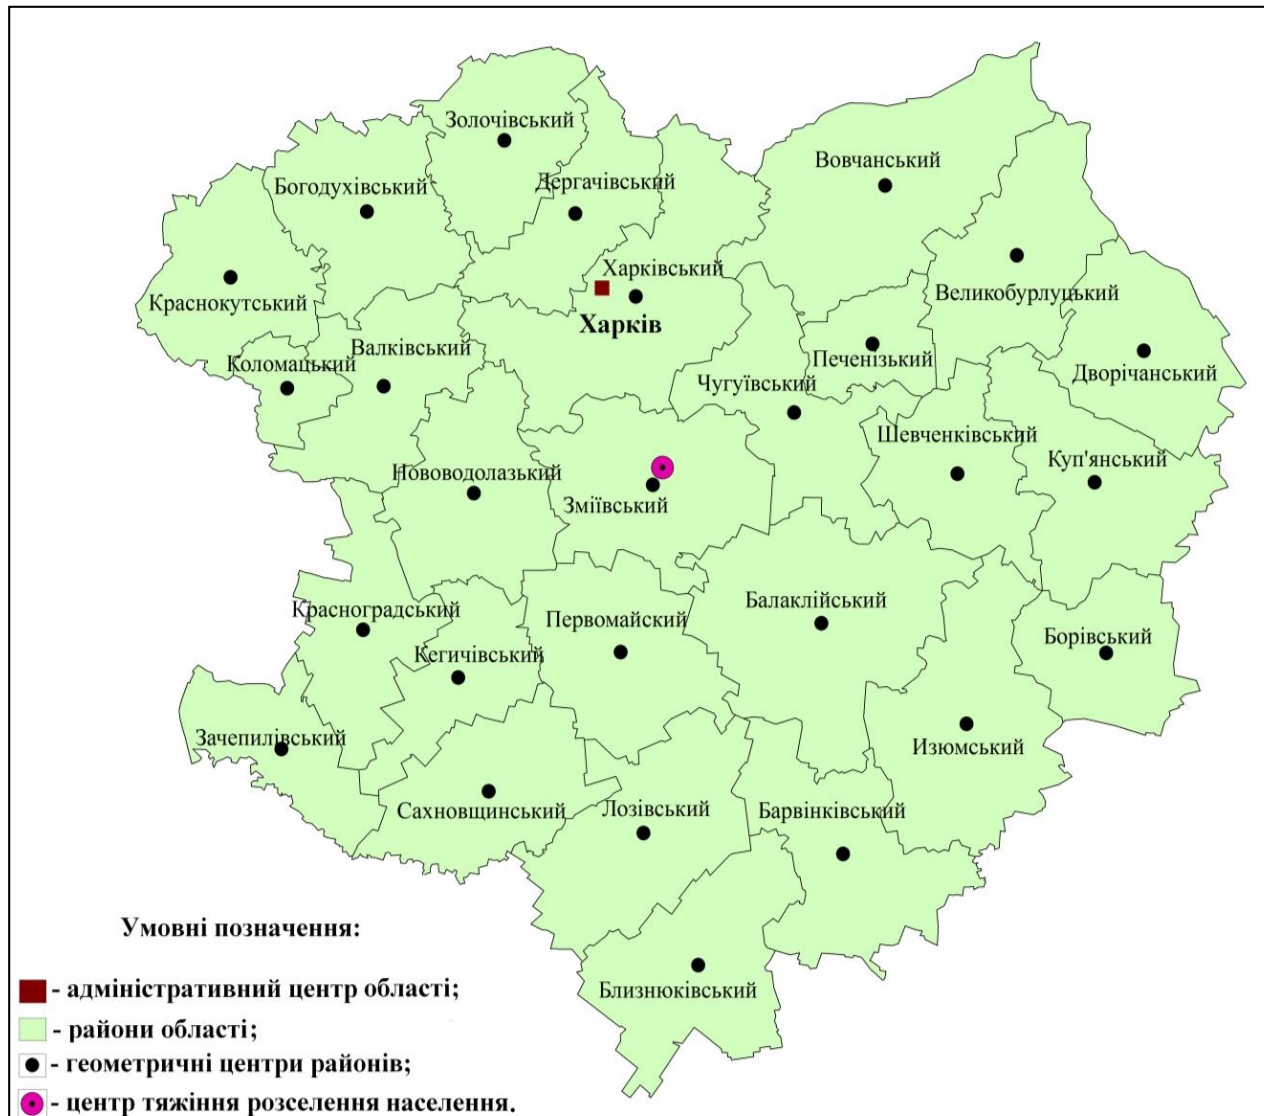 Золочівський
Вовчанський
Богодухівський
Дергачівський
Харківський
Великобурлуцький
Краснокутський
Харків
Валківський
Коломацький
Печенізький
Дворічанський
Чугуївський
Шевченківський
Куп'янський
Нововодолазький
Зміївський
Балаклійський
Красноградський
Первомайский
Борівський
Кегичівський
Зачепилівський
Изюмський
Сахновщинський
Лозівський
Барвінківський
Близнюківський
Умовні позначення:
- адміністративний центр області;
- райони області;
- геометричні центри районів;
- центр тяжіння розселення населення.